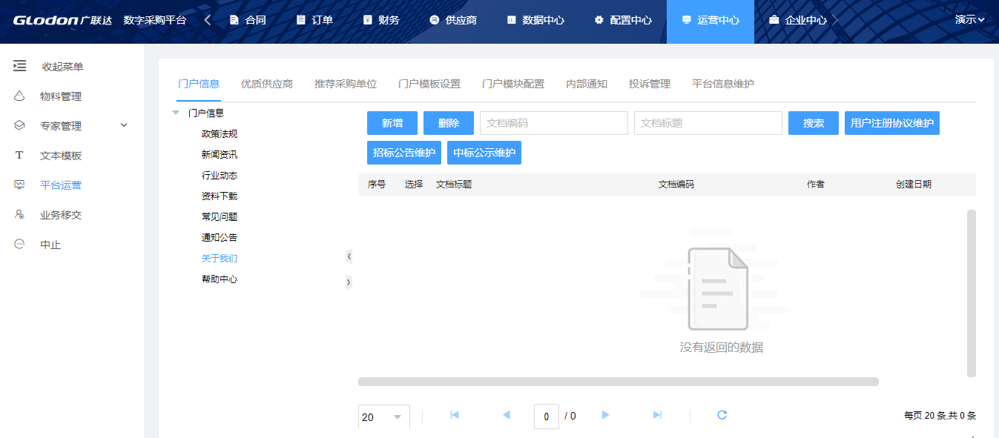 GLodon广联达 数字采购平台 合同 订单 财务 供应商 数据中心 配置中心 运营中心 企业中心 演示
收起菜单
物料管理
专家管理
文本模板
平台运营
业务移交
中止
门户信息 优质供应商 推荐采购单位 门户模板设置 门户模块配置 内部通知 投诉管理 平台信息维护
门户信息
政策法规
新闻资讯
行业动态
资料下载
常见问题
通知公告
关于我们
帮助中心
新增 删除 文档编码 文档标题 搜索 用户注册协议维护
招标公告维护 中标公示维护
序号 选择 文档标题 文档编码 作者 创建日期
没有返回的数据
20 0 / 0 每页 20 条,共 0 条